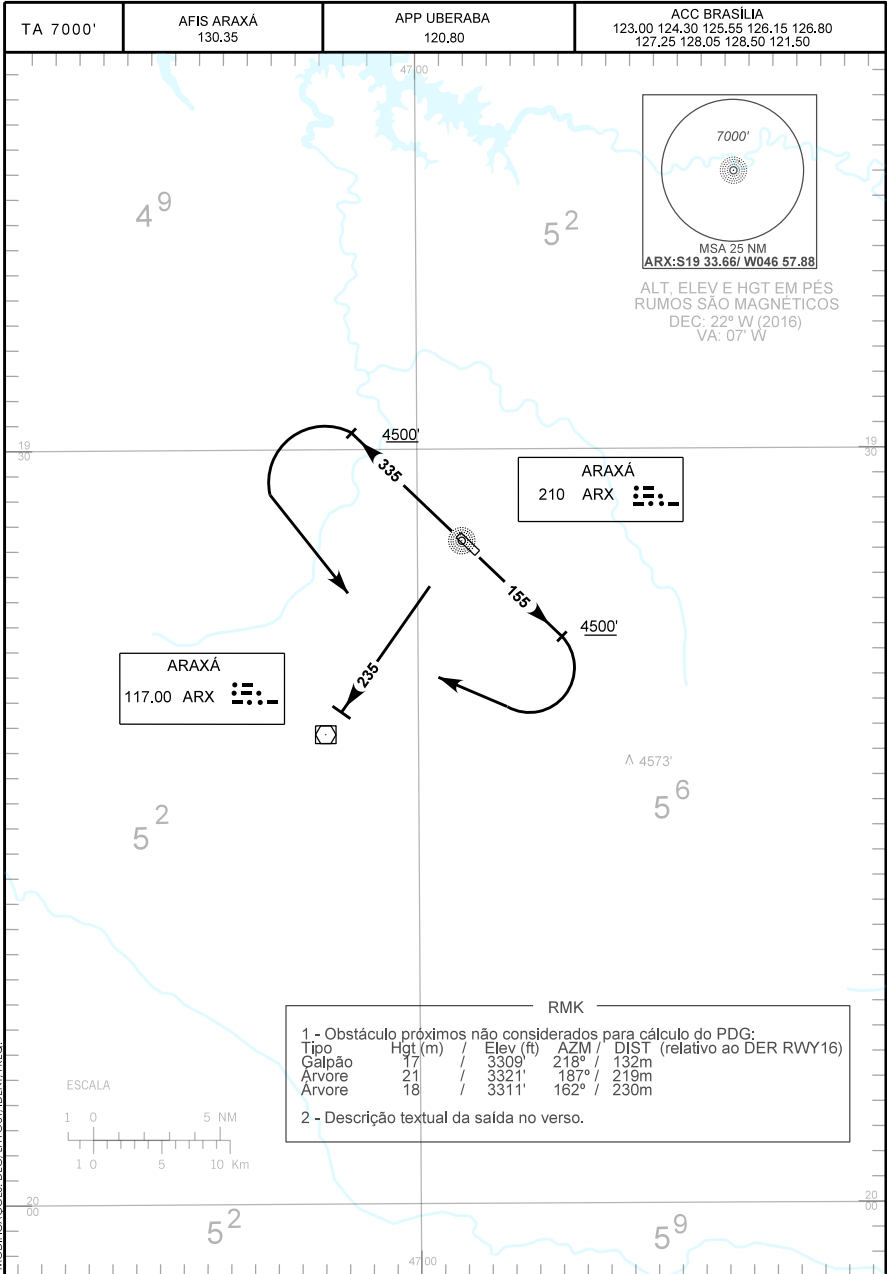 TA 7000'
AFIS ARAXÁ
130.35
APP UBERABA
120.80
ACC BRASÍLIA
123.00 124.30 125.55 126.15 126.80
127.25 128.05 128.50 121.50
47 00
7000'
MSA 25 NM
ARX:S19 33.66/ W046 57.88
4 9
5 2
ALT, ELEV E HGT EM PÉS
RUMOS SÃO MAGNÉTICOS
DEC: 22º W (2016)
VA: 07' W
19
30
4500'
19
30
335
ARAXÁ
210 ARX
155
4500'
ARAXÁ
117.00 ARX
235
4573'
5 6
5 2
RMK
1 - Obstáculo próximos não considerados para cálculo do PDG:
Tipo Hgt (m) / Elev (ft) AZM / DIST (relativo ao DER RWY16)
Galpão 17 / 3309' 218º / 132m
Árvore 21 / 3321' 187º / 219m
Árvore 18 / 3311' 162º / 230m
2 - Descrição textual da saída no verso.
ESCALA
1 0 5 NM
1 0 5 10 Km
20
00
20
00
5 2
5 9
47 00